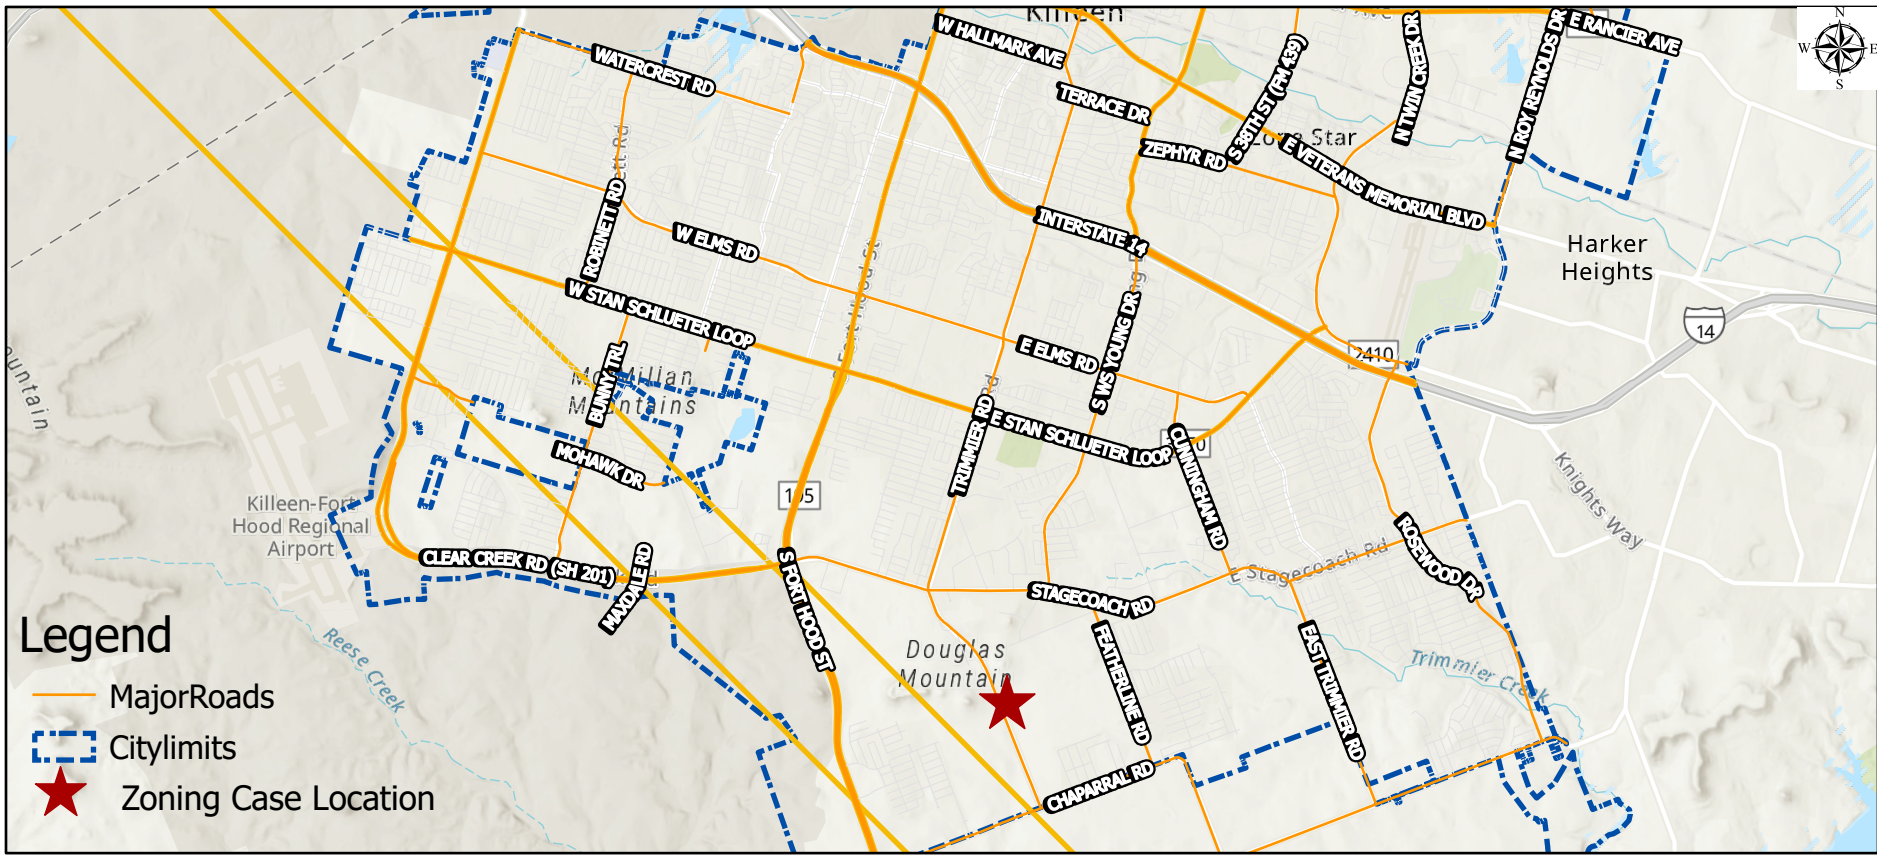 Killeen
N
W E
S
W HALLMARK AVE
E RANCIER AVE
N TWIN CREEK DR
N ROY REYNOLDS DR
WATERCREST RD
S 38TH ST (FM 439)
TERRACE DR
Lone Star
ZEPHYR RD
E VETERANS MEMORIAL BLVD
ROBINETT RD
W ELMS RD
INTERSTATE 14
Harker
Heights
S Fort Hood St
W STAN SCHLUETER LOOP
14
S WS YOUNG DR
E ELMS RD
2410
McMillan
Mountains
BUNNY TRL
TRIMMIER RD
E STAN SCHLUETER LOOP
CUNNINGHAM RD
MOHAWK DR
Knights Way
195
Killeen-Fort
Hood Regional
Airport
CLEAR CREEK RD (SH 201)
MAXDALE RD
S FORT HOOD ST
E Stagecoach Rd
ROSEWOOD DR
STAGECOACH RD
FEATHERLINE RD
EAST TRIMMIER RD
Douglas
Mountain
Reese Creek
Trimmier Creek
CHAPARRAL RD
Legend
MajorRoads
Citylimits
Zoning Case Location